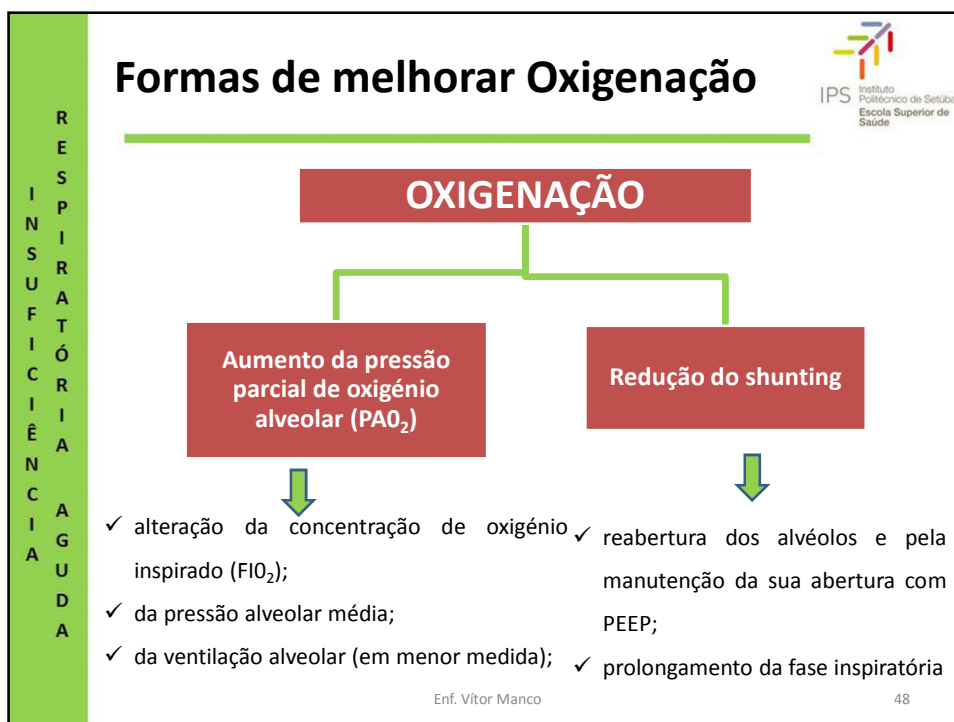 Formas de melhorar Oxigenação
IPS Instituto
Politécnico de Setúba
Escola Superior de
Saúde
INSUFICIÊNCIA
RESPIRATÓRIA AGUDA
OXIGENAÇÃO
Aumento da pressão
parcial de oxigénio
alveolar (PA0₂)
Redução do shunting
✓ alteração da concentração de oxigénio
inspirado (FI0₂);
✓ da pressão alveolar média;
✓ da ventilação alveolar (em menor medida);
✓ reabertura dos alvéolos e pela
manutenção da sua abertura com
PEEP;
✓ prolongamento da fase inspiratória
Enf. Vítor Manco
48